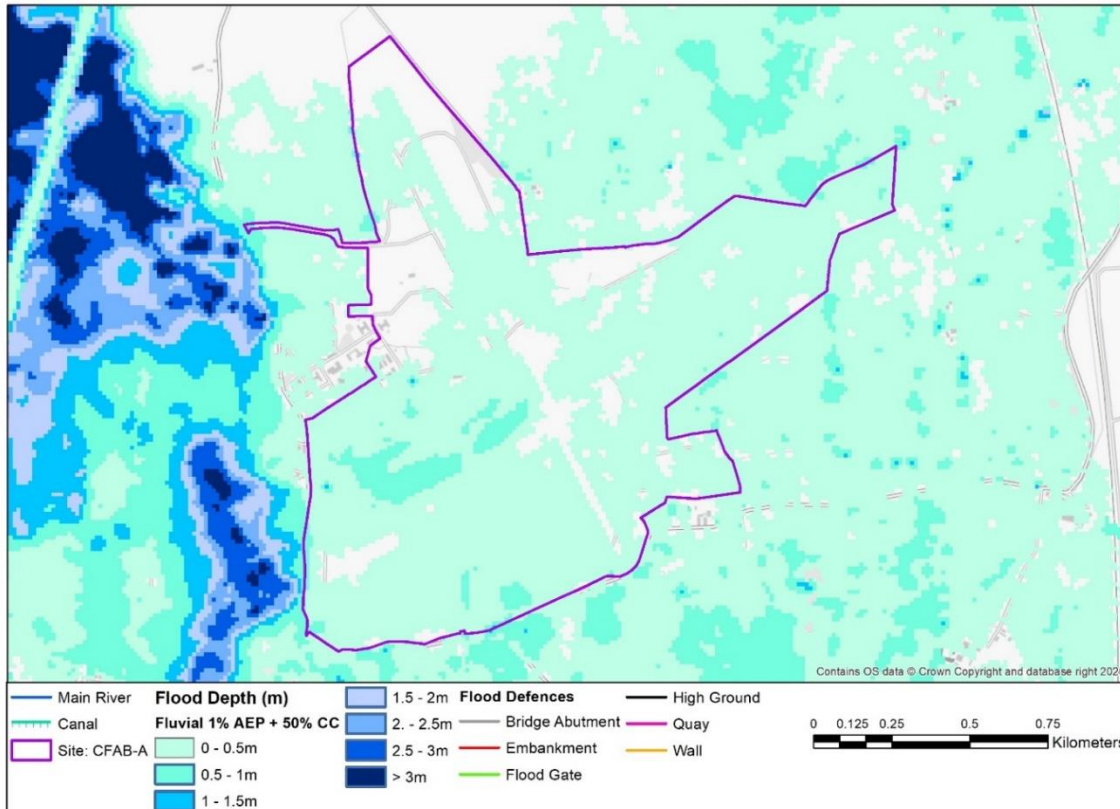 Contains OS data © Crown Copyright and database right 202
Main River
Canal
Site: CFAB-A
Flood Depth (m)
Fluvial 1% AEP + 50% CC
0 - 0.5m
0.5 - 1m
1 - 1.5m
1.5 - 2m
2. - 2.5m
2.5 - 3m
> 3m
Flood Defences
Bridge Abutment
Embankment
Flood Gate
High Ground
Quay
Wall
0 0.125 0.25 0.5 0.75
Kilometers